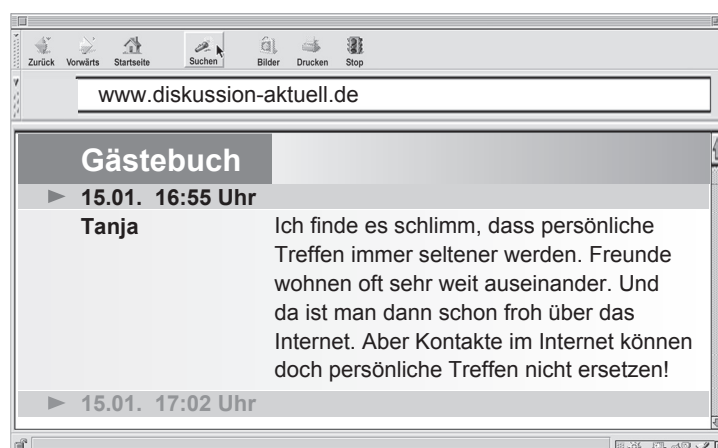 Zurück Vorwärts Startseite Suchen Bilder Drucken Stop
www.diskussion-aktuell.de
Gästebuch
15.01. 16:55 Uhr
Tanja
Ich finde es schlimm, dass persönliche
Treffen immer seltener werden. Freunde
wohnen oft sehr weit auseinander. Und
da ist man dann schon froh über das
Internet. Aber Kontakte im Internet können
doch persönliche Treffen nicht ersetzen!
15.01. 17:02 Uhr